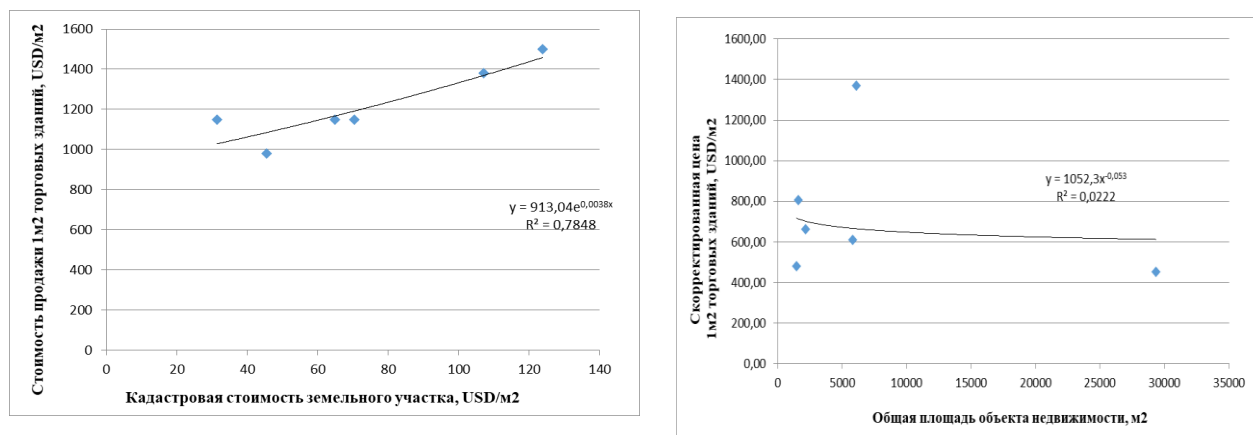 1600
1400
1200
1000
800
600
400
200
0
0 20 40 60 80 100 120 140
Стоимость продажи 1м2 торговых зданий, USD/м2
Кадастровая стоимость земельного участка, USD/м2
y = 913,04e^0,0038x
R² = 0,7848
1600,00
1400,00
1200,00
1000,00
800,00
600,00
400,00
200,00
0,00
0 5000 10000 15000 20000 25000 30000 35000
Скорректированная цена
1м2 торговых зданий, USD/м2
Общая площадь объекта недвижимости, м2
y = 1052,3x^-0,053
R² = 0,0222